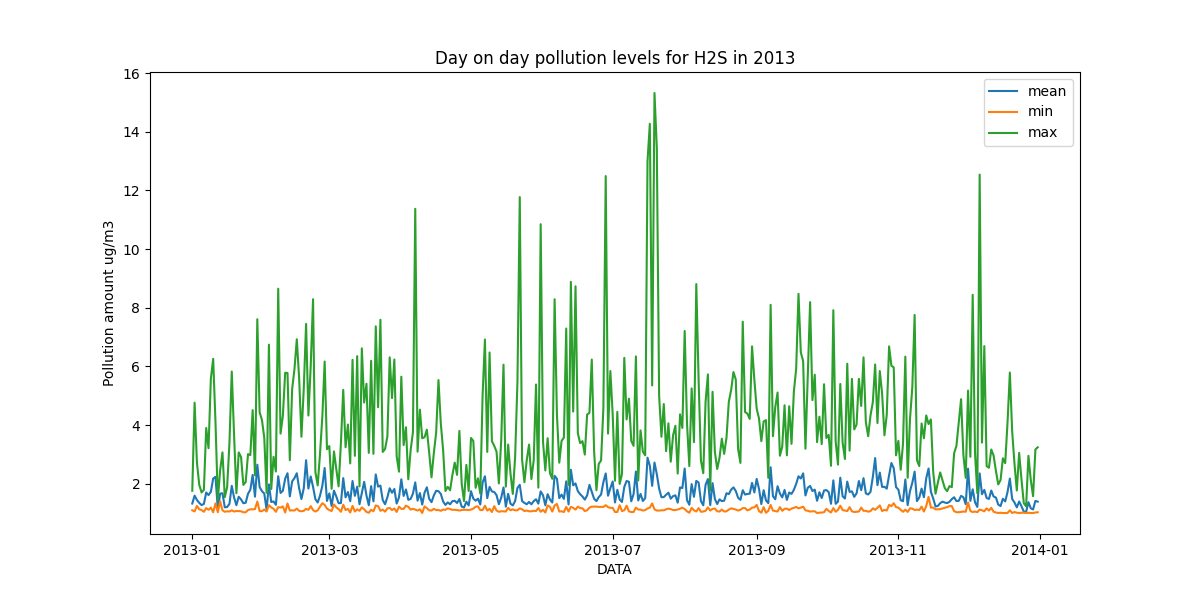 Day on day pollution levels for H2S in 2013
mean
min
max
Pollution amount ug/m3
16
14
12
10
8
6
4
2
2013-01
2013-03
2013-05
2013-07
2013-09
2013-11
2014-01
DATA